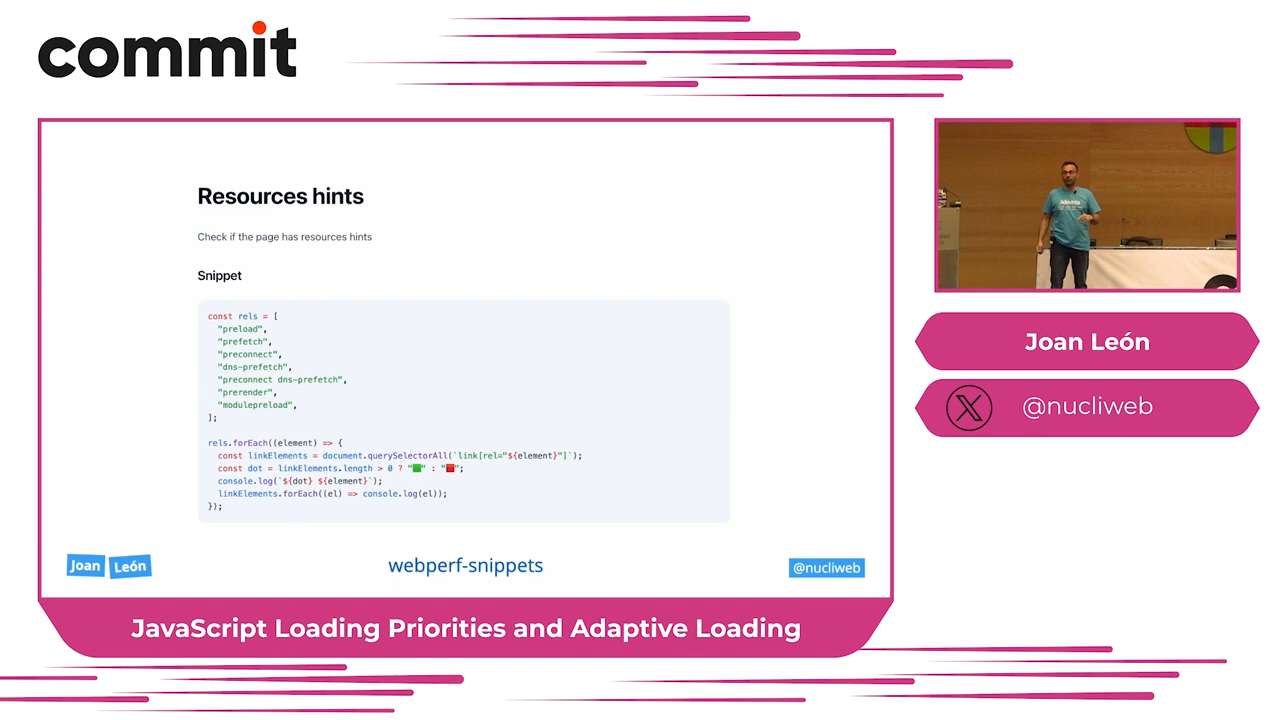 commit
Resources hints
Check if the page has resources hints
Snippet
const rels = [
  "preload",
  "prefetch",
  "preconnect",
  "dns-prefetch",
  "preconnect dns-prefetch",
  "prerender",
  "modulepreload",
];
rels.forEach((element) => {
  const linkElements = document.querySelectorAll(`link[rel="${element}"]`);
  const dot = linkElements.length > 0 ? "🟩" : "🟥";
  console.log(`${dot} ${element}`);
  linkElements.forEach((el) => console.log(el));
});
Joan León
webperf-snippets
@nucliweb
JavaScript Loading Priorities and Adaptive Loading
Adevinta
Joan León
@nucliweb